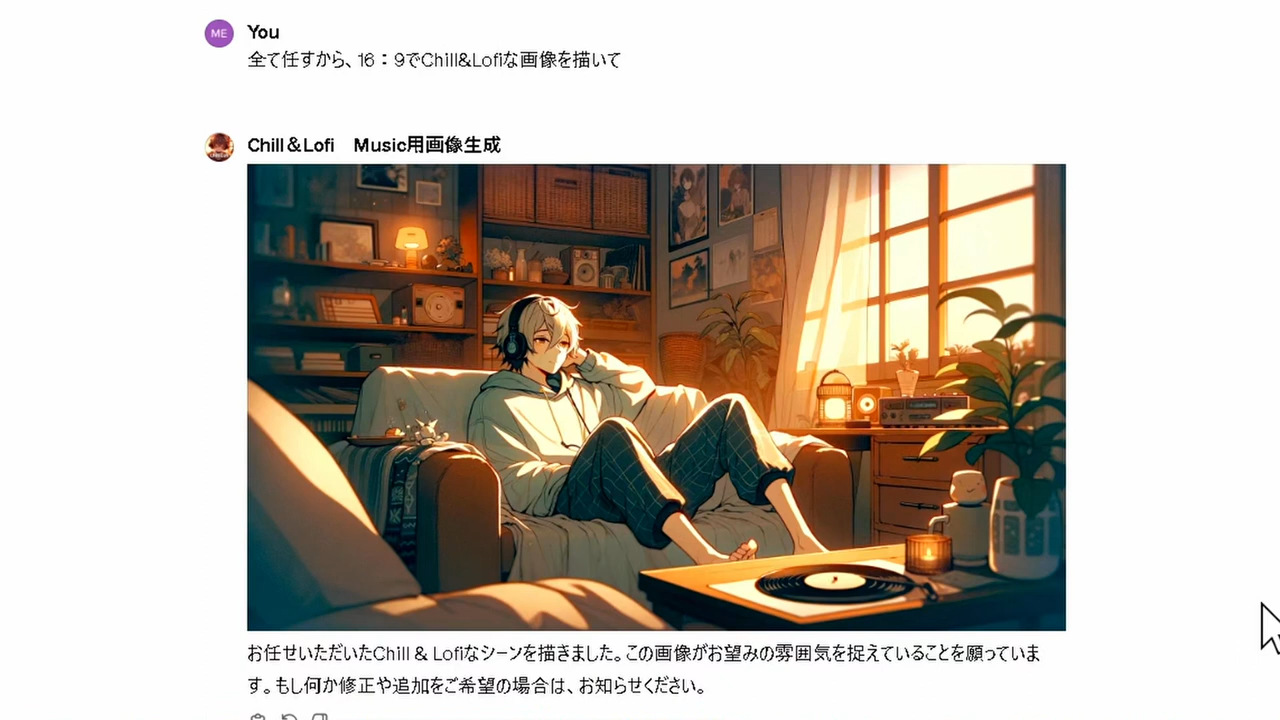 ME
You
全て任すから、16：9でChill&Lofiな画像を描いて
Chill＆Lofi　Music用画像生成
お任せいただいたChill & Lofiなシーンを描きました。この画像がお望みの雰囲気を捉えていることを願っていま
す。もし何か修正や追加をご希望の場合は、お知らせください。